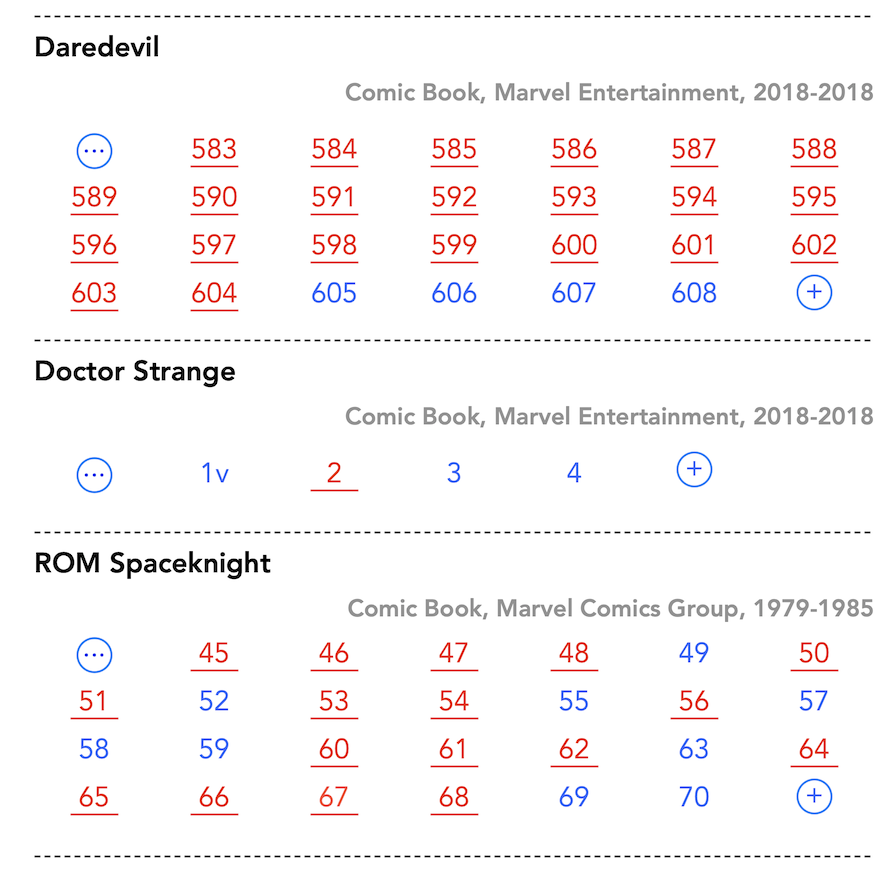 Daredevil
Comic Book, Marvel Entertainment, 2018-2018
583 584 585 586 587 588
589 590 591 592 593 594 595
596 597 598 599 600 601 602
603 604 605 606 607 608 +
Doctor Strange
Comic Book, Marvel Entertainment, 2018-2018
1v 2 3 4 +
ROM Spaceknight
Comic Book, Marvel Comics Group, 1979-1985
45 46 47 48 49 50
51 52 53 54 55 56 57
58 59 60 61 62 63 64
65 66 67 68 69 70 +